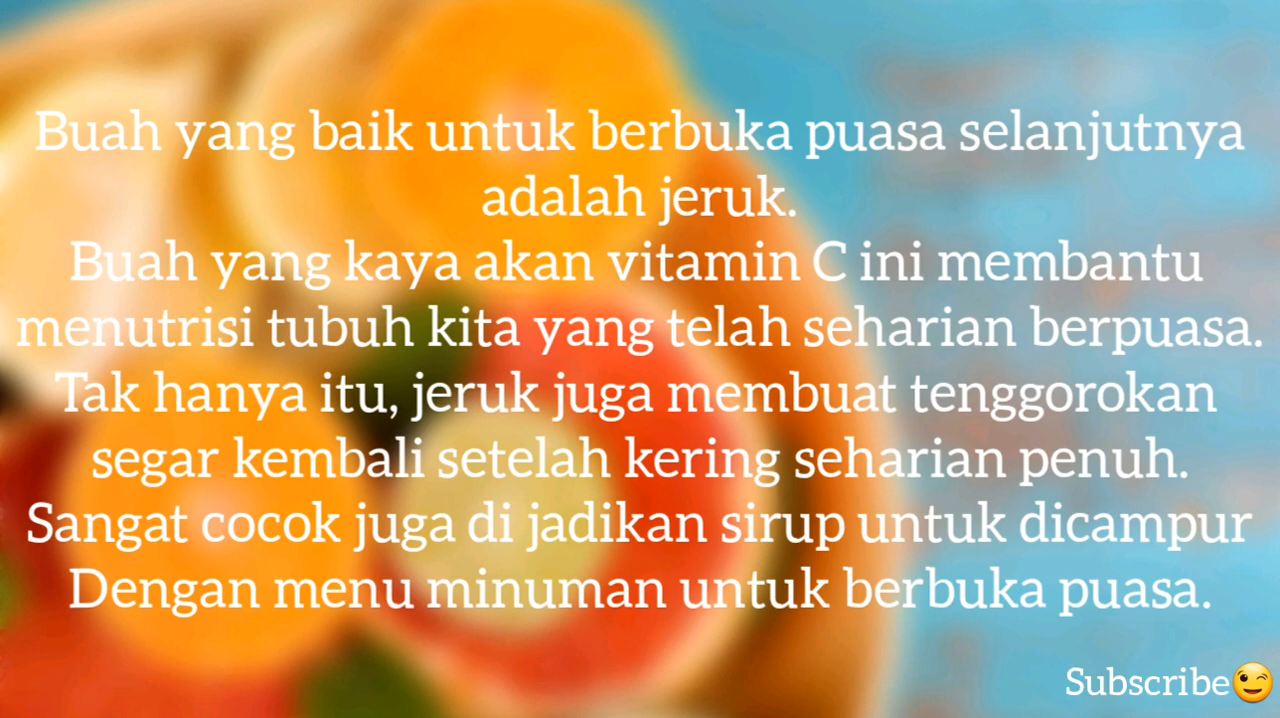 Buah yang baik untuk berbuka puasa selanjutnya
adalah jeruk.
Buah yang kaya akan vitamin C ini membantu
menutrisi tubuh kita yang telah seharian berpuasa.
Tak hanya itu, jeruk juga membuat tenggorokan
segar kembali setelah kering seharian penuh.
Sangat cocok juga di jadikan sirup untuk dicampur
Dengan menu minuman untuk berbuka puasa.
Subscribe😉